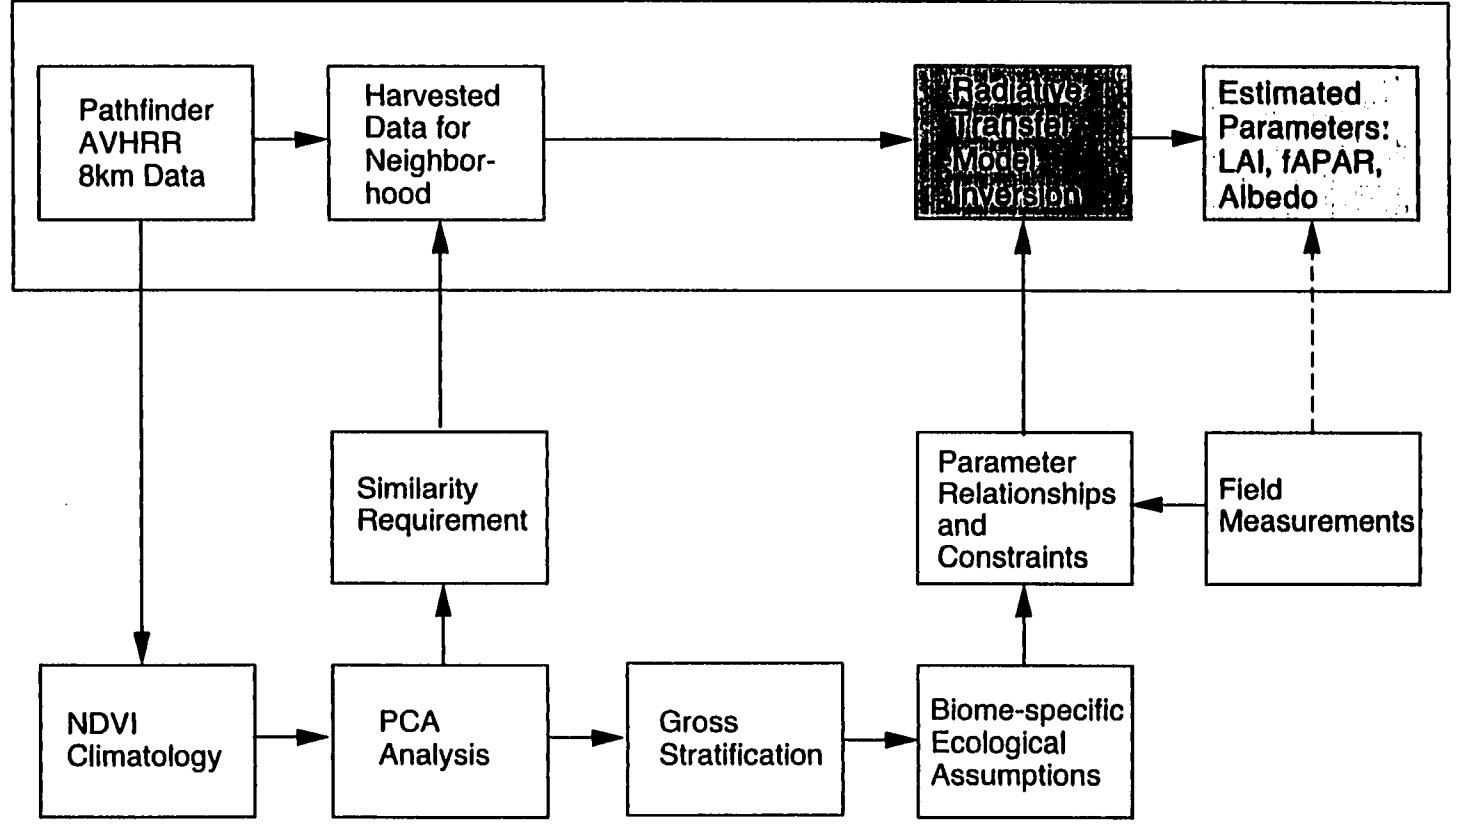 Pathfinder
AVHRR
8km Data
Harvested
Data for
Neighbor-
hood
Radiative
Transfer
Model
Inversion
Estimated
Parameters:
LAI, fAPAR,
Albedo
Similarity
Requirement
Parameter
Relationships
and
Constraints
Field
Measurements
NDVI
Climatology
PCA
Analysis
Gross
Stratification
Biome-specific
Ecological
Assumptions